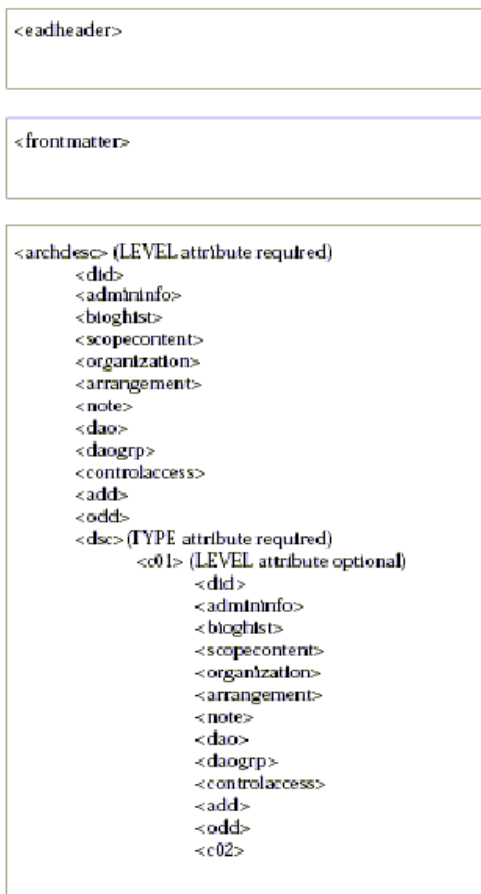 <eadheader>
<frontmatter>
<archdesc> (LEVEL attribute required)
<did>
<admininfo>
<bioghist>
<scopecontent>
<organization>
<arrangement>
<note>
<dao>
<daogrp>
<controlaccess>
<add>
<odd>
<dsc> (TYPE attribute required)
<c01> (LEVEL attribute optional)
<did>
<admininfo>
<bioghist>
<scopecontent>
<organization>
<arrangement>
<note>
<dao>
<daogrp>
<controlaccess>
<add>
<odd>
<c02>